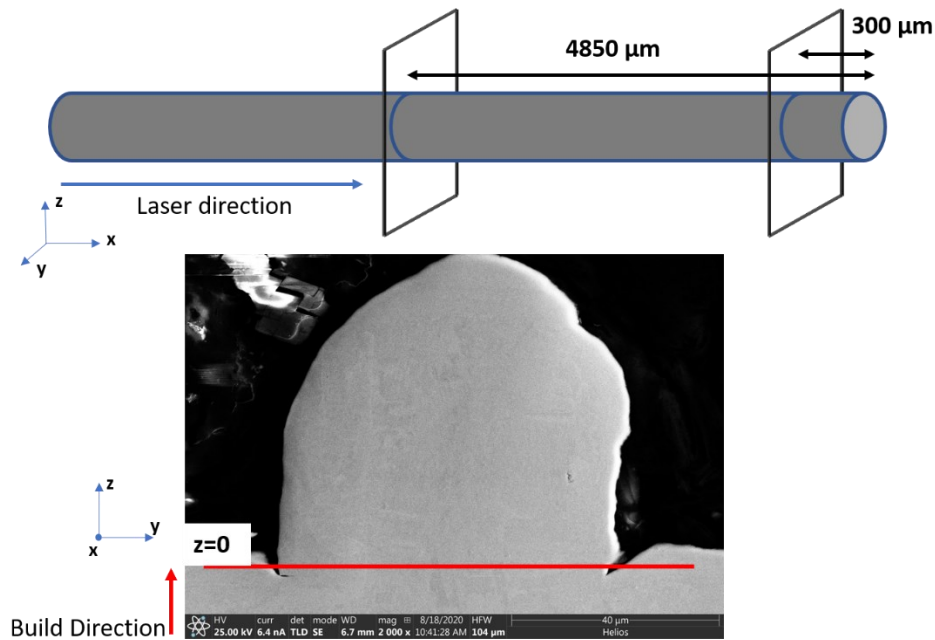 300 µm
4850 µm
Laser direction
z
x
y
z
y
x
z=0
Build Direction
HV curr det mode WD mag ⊞ 8/18/2020 HFW 40 µm
25.00 kV 6.4 nA TLD SE 6.7 mm 2 000 x 10:41:28 AM 104 µm Helios